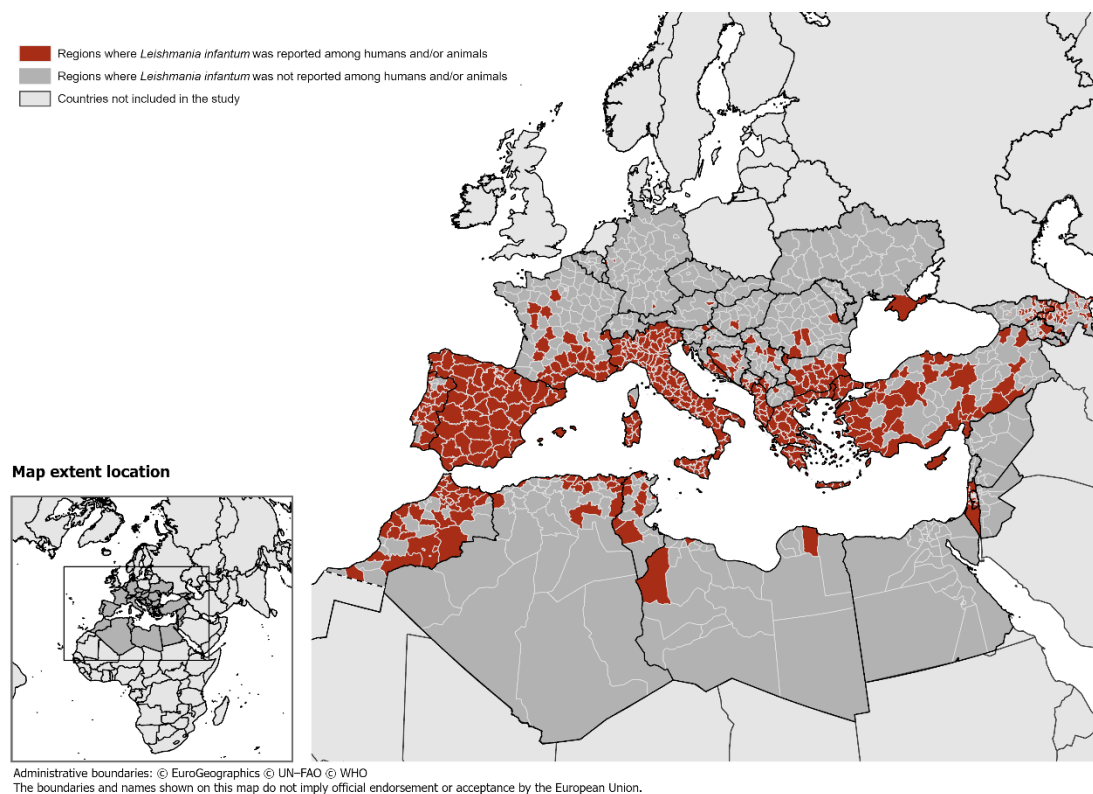 Regions where Leishmania infantum was reported among humans and/or animals
Regions where Leishmania infantum was not reported among humans and/or animals
Countries not included in the study
Map extent location
Administrative boundaries: © EuroGeographics © UN–FAO © WHO
The boundaries and names shown on this map do not imply official endorsement or acceptance by the European Union.